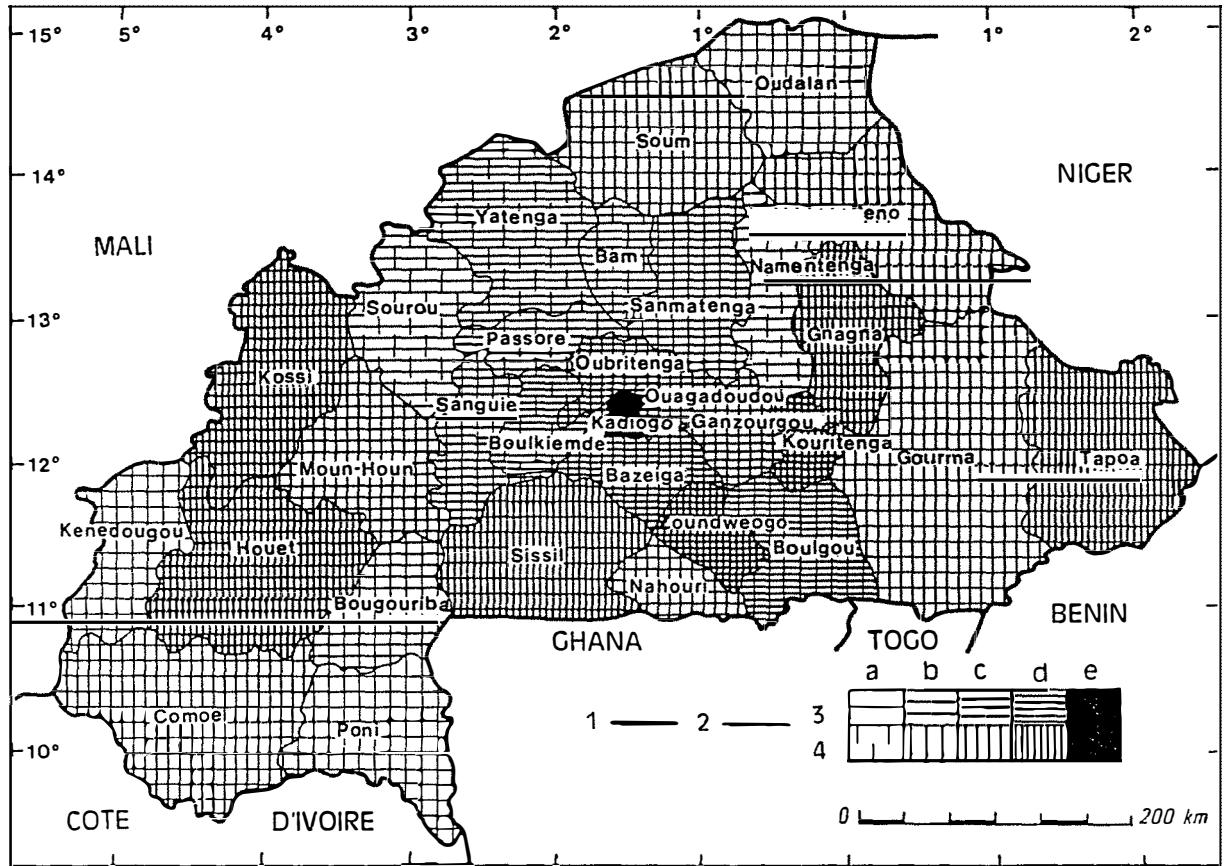 15° 5° 4° 3° 2° 1° 0° 1° 2°
Oudalan
Soum
14°
NIGER
Yatenga
eno
MALI
Bam
Namentenga
Sourou
Sanmatenga
13°
Passore
Gnagna
Oubritenga
Kossi
Sanguie
Ouagadoudou
Kadiogo Ganzourgou
Boulkiemde
Kouritenga
12°
Moun-Houn
Bazeiga
Gourma
Tapoa
Kenedougou
oundweogo
Houet
Sissil
Boulgou
Nahouri
11°
Bougouriba
BENIN
GHANA
TOGO
a b c d e
Comoe
Poni
1 2 3
4
10°
COTE D'IVOIRE
0 200 km